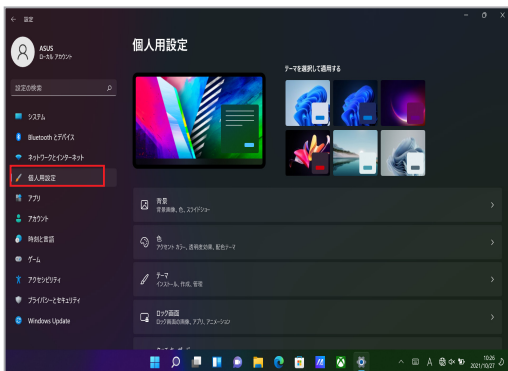 設定
ASUS
ローカル アカウント
設定の検索
システム
Bluetooth とデバイス
ネットワークとインターネット
個人用設定
アプリ
アカウント
時刻と言語
ゲーム
アクセシビリティ
プライバシーとセキュリティ
Windows Update
個人用設定
テーマを選択して適用する
背景
背景画像、色、スライドショー
色
アクセント カラー、透明度効果、配色テーマ
テーマ
インストール、作成、管理
ロック画面
ロック画面の画像、アプリ、アニメーション
A
10:26
2021/10/27